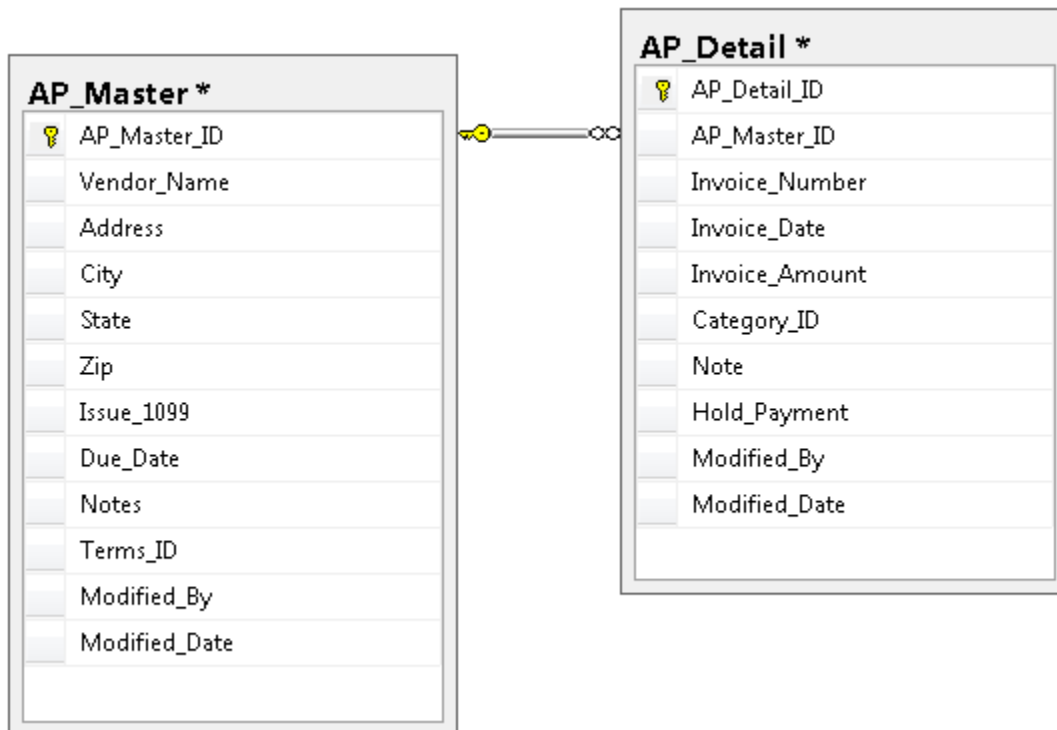 AP_Master *
AP_Master_ID
Vendor_Name
Address
City
State
Zip
Issue_1099
Due_Date
Notes
Terms_ID
Modified_By
Modified_Date
AP_Detail *
AP_Detail_ID
AP_Master_ID
Invoice_Number
Invoice_Date
Invoice_Amount
Category_ID
Note
Hold_Payment
Modified_By
Modified_Date